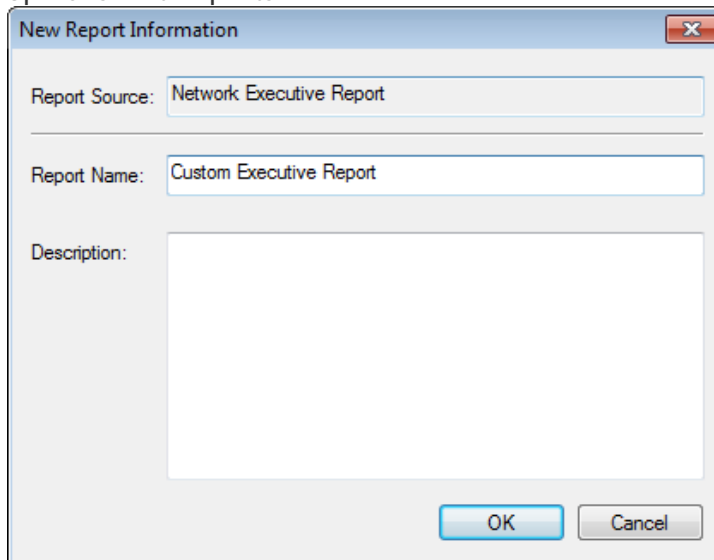 New Report Information
Report Source: Network Executive Report
Report Name: Custom Executive Report
Description:
OK Cancel